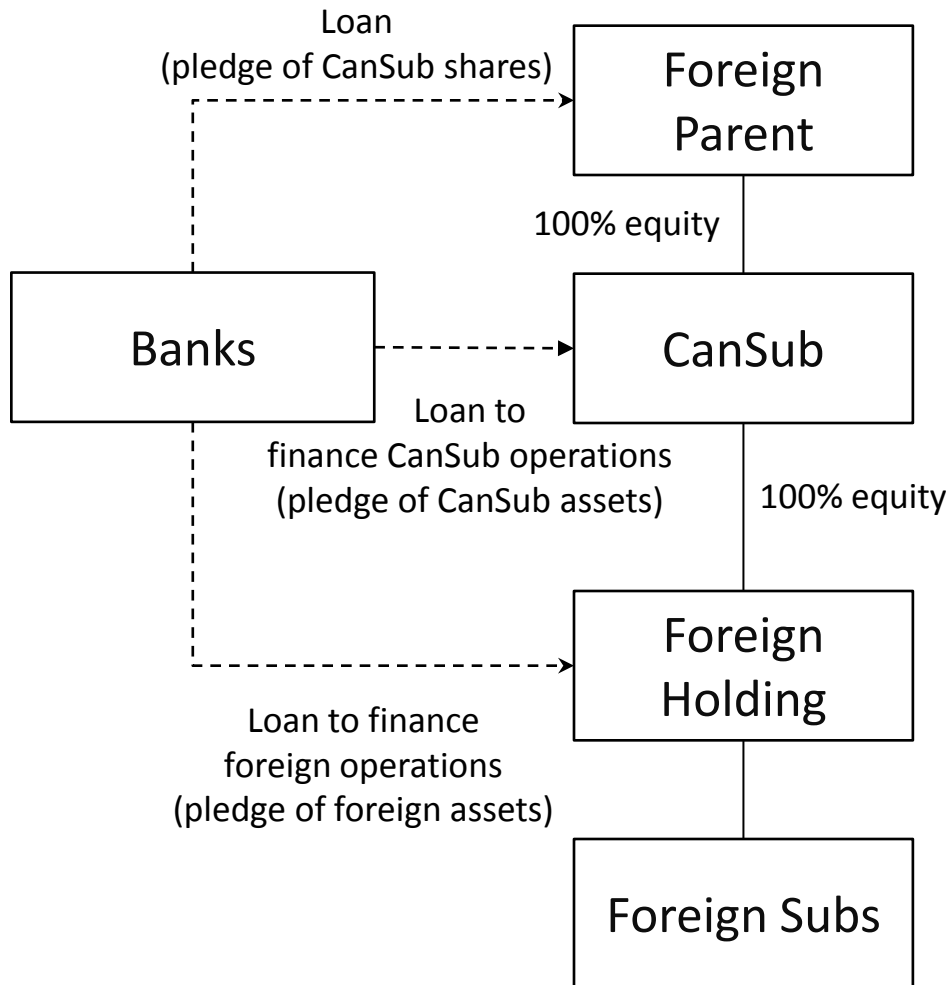 Loan
(pledge of CanSub shares)
Foreign
Parent
100% equity
Banks
CanSub
Loan to
finance CanSub operations
(pledge of CanSub assets)
100% equity
Foreign
Holding
Loan to finance
foreign operations
(pledge of foreign assets)
Foreign Subs